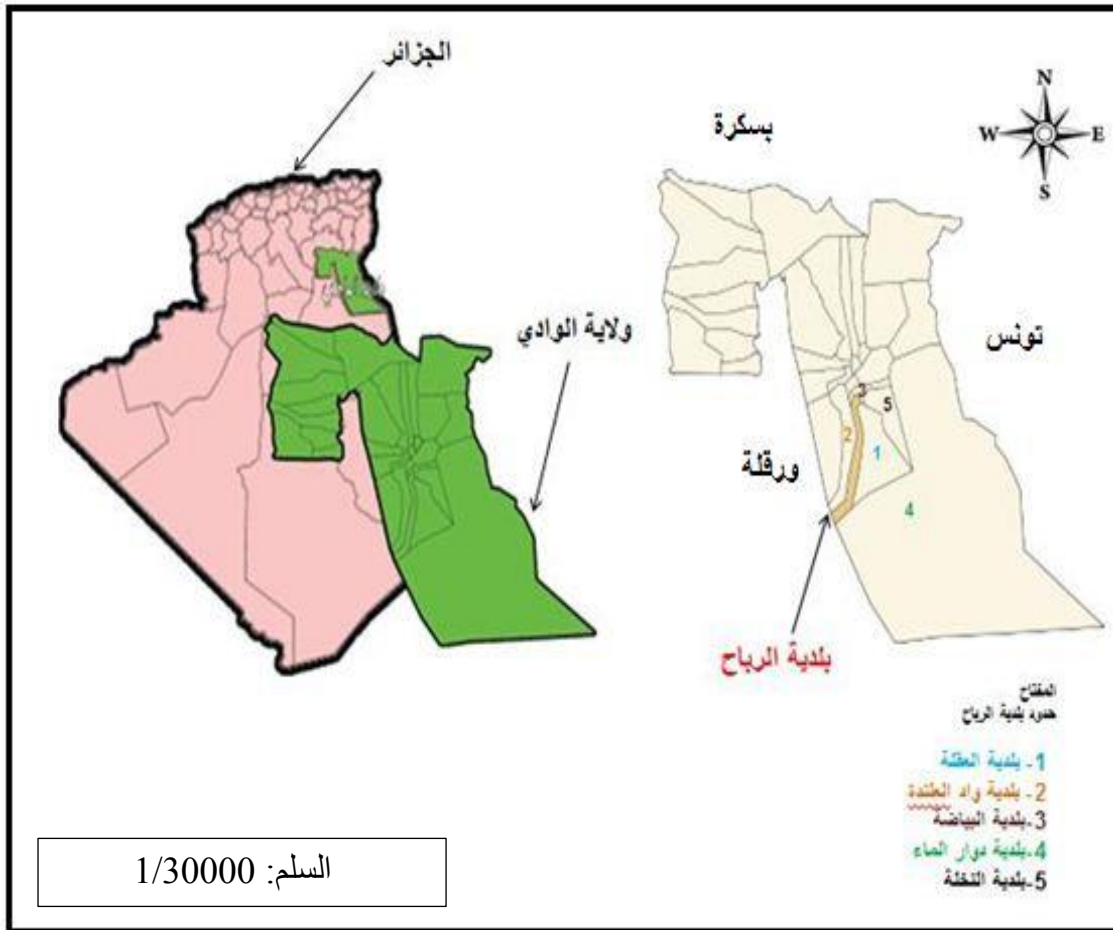 الجزائر
N
W
E
S
بسكرة
ولاية الوادي
تونس
3
5
2
1
ورقلة
4
بلدية الرباح
المفتاح
حدود بلدية الرباح
1- بلدية العقلة
2- بلدية واد العلندة
3-بلدية البياضة
4-بلدية دوار الماء
5-بلدية النخلة
السلم: 1/30000